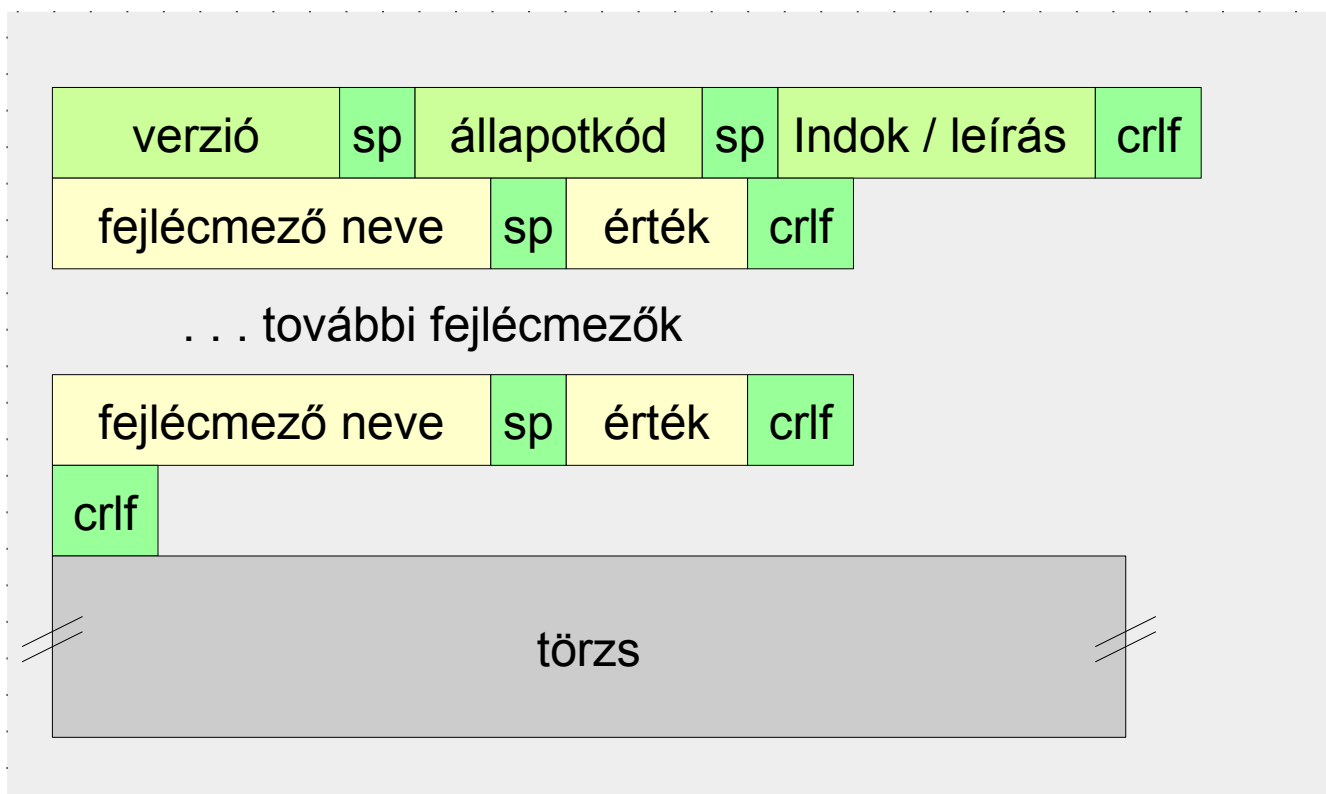 verzió sp állapotkód sp Indok / leírás crlf
fejlécmező neve sp érték crlf
. . . további fejlécmezők
fejlécmező neve sp érték crlf
crlf
törzs